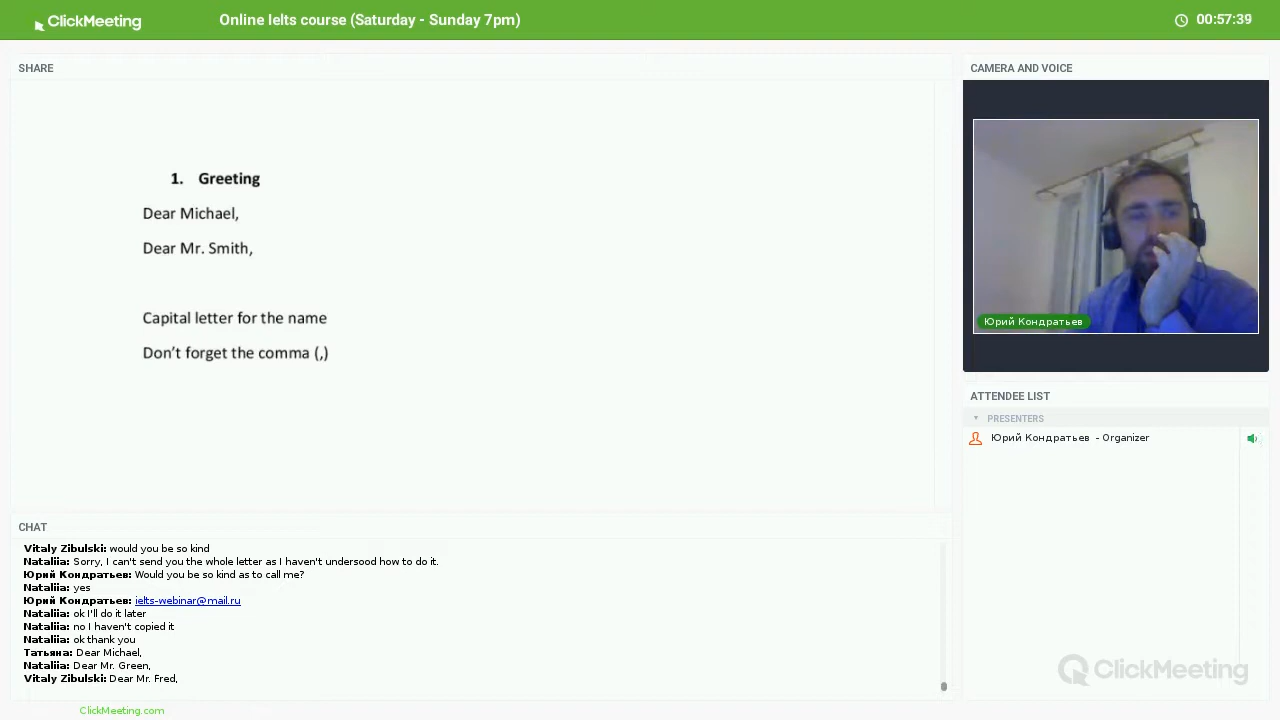 ClickMeeting
Online Ielts course (Saturday - Sunday 7pm)
00:57:39
SHARE
1. Greeting
Dear Michael,
Dear Mr. Smith,
Capital letter for the name
Don't forget the comma (,)
CAMERA AND VOICE
Юрий Кондратьев
ATTENDEE LIST
PRESENTERS
Юрий Кондратьев - Organizer
CHAT
Vitaly Zibulski: would you be so kind
Nataliia: Sorry, I can't send you the whole letter as I haven't undersood how to do it.
Юрий Кондратьев: Would you be so kind as to call me?
Nataliia: yes
Юрий Кондратьев: ielts-webinar@mail.ru
Nataliia: ok I'll do it later
Nataliia: no I haven't copied it
Nataliia: ok thank you
Татьяна: Dear Michael,
Nataliia: Dear Mr. Green,
Vitaly Zibulski: Dear Mr. Fred,
ClickMeeting
ClickMeeting.com